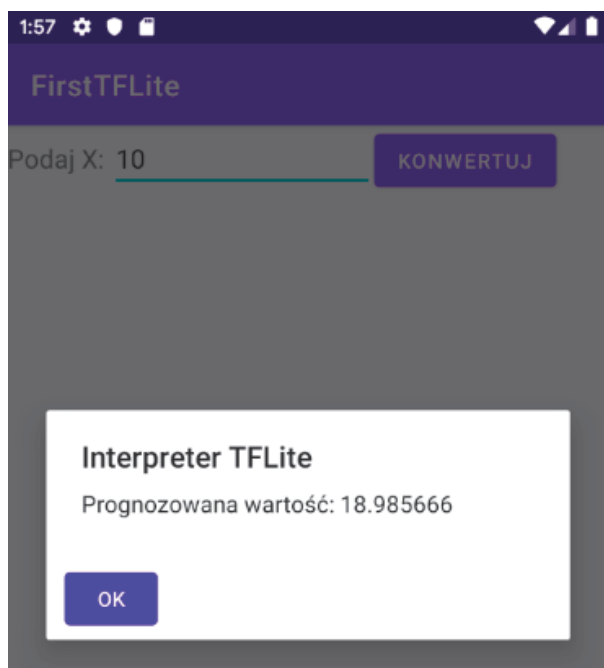 1:57
FirstTFLite
Podaj X: 10 KONWERTUJ
Interpreter TFLite
Prognozowana wartość: 18.985666
OK